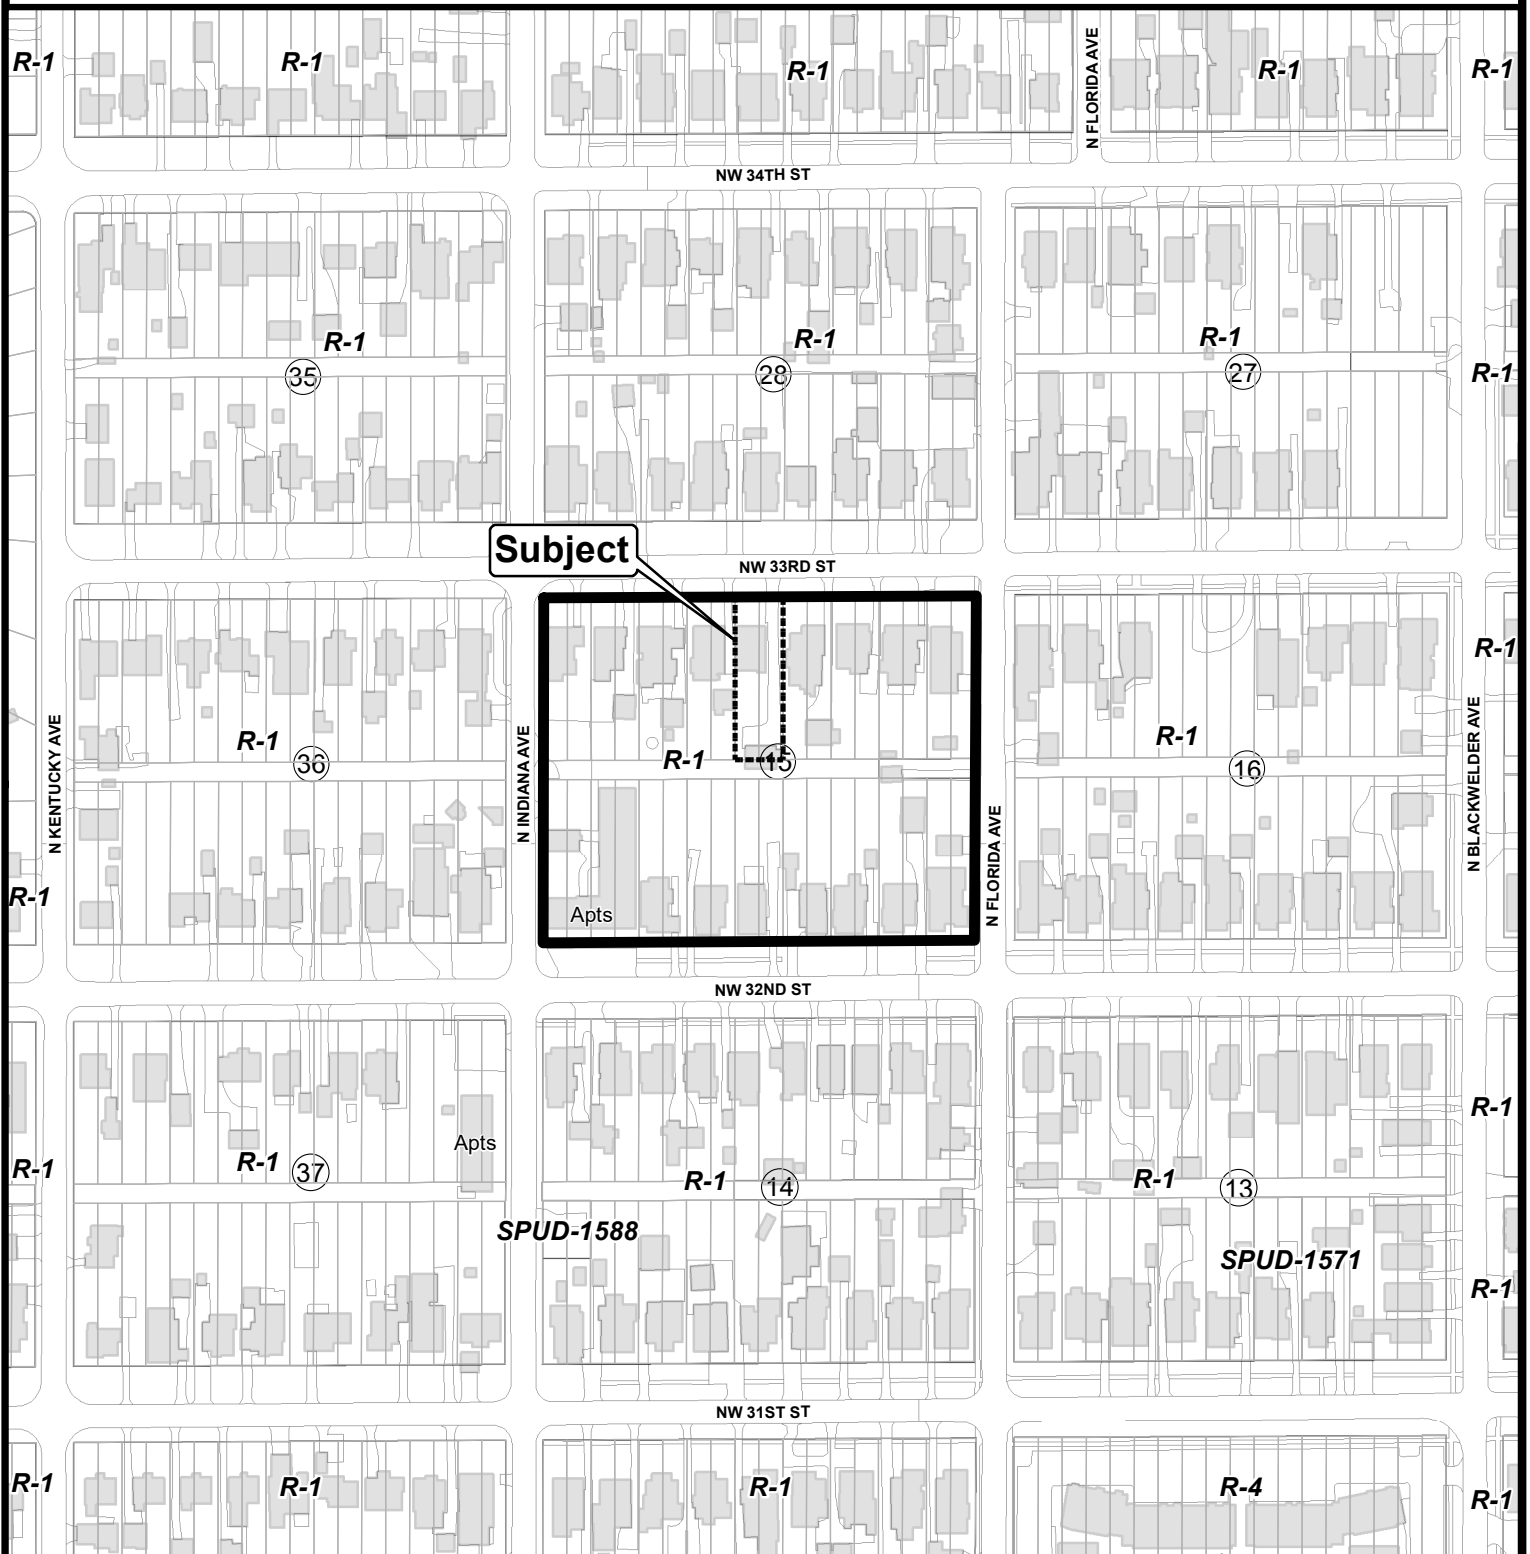 R-1
R-1
R-1
N FLORIDA AVE
R-1
R-1
NW 34TH ST
R-1
35
R-1
28
R-1
27
R-1
Subject
NW 33RD ST
N KENTUCKY AVE
R-1
36
N INDIANA AVE
R-1
15
Apts
N FLORIDA AVE
R-1
16
N BLACKWELDER AVE
R-1
R-1
NW 32ND ST
R-1
R-1
37
Apts
SPUD-1588
R-1
14
R-1
13
SPUD-1571
R-1
R-1
NW 31ST ST
R-1
R-1
R-1
R-4
R-1